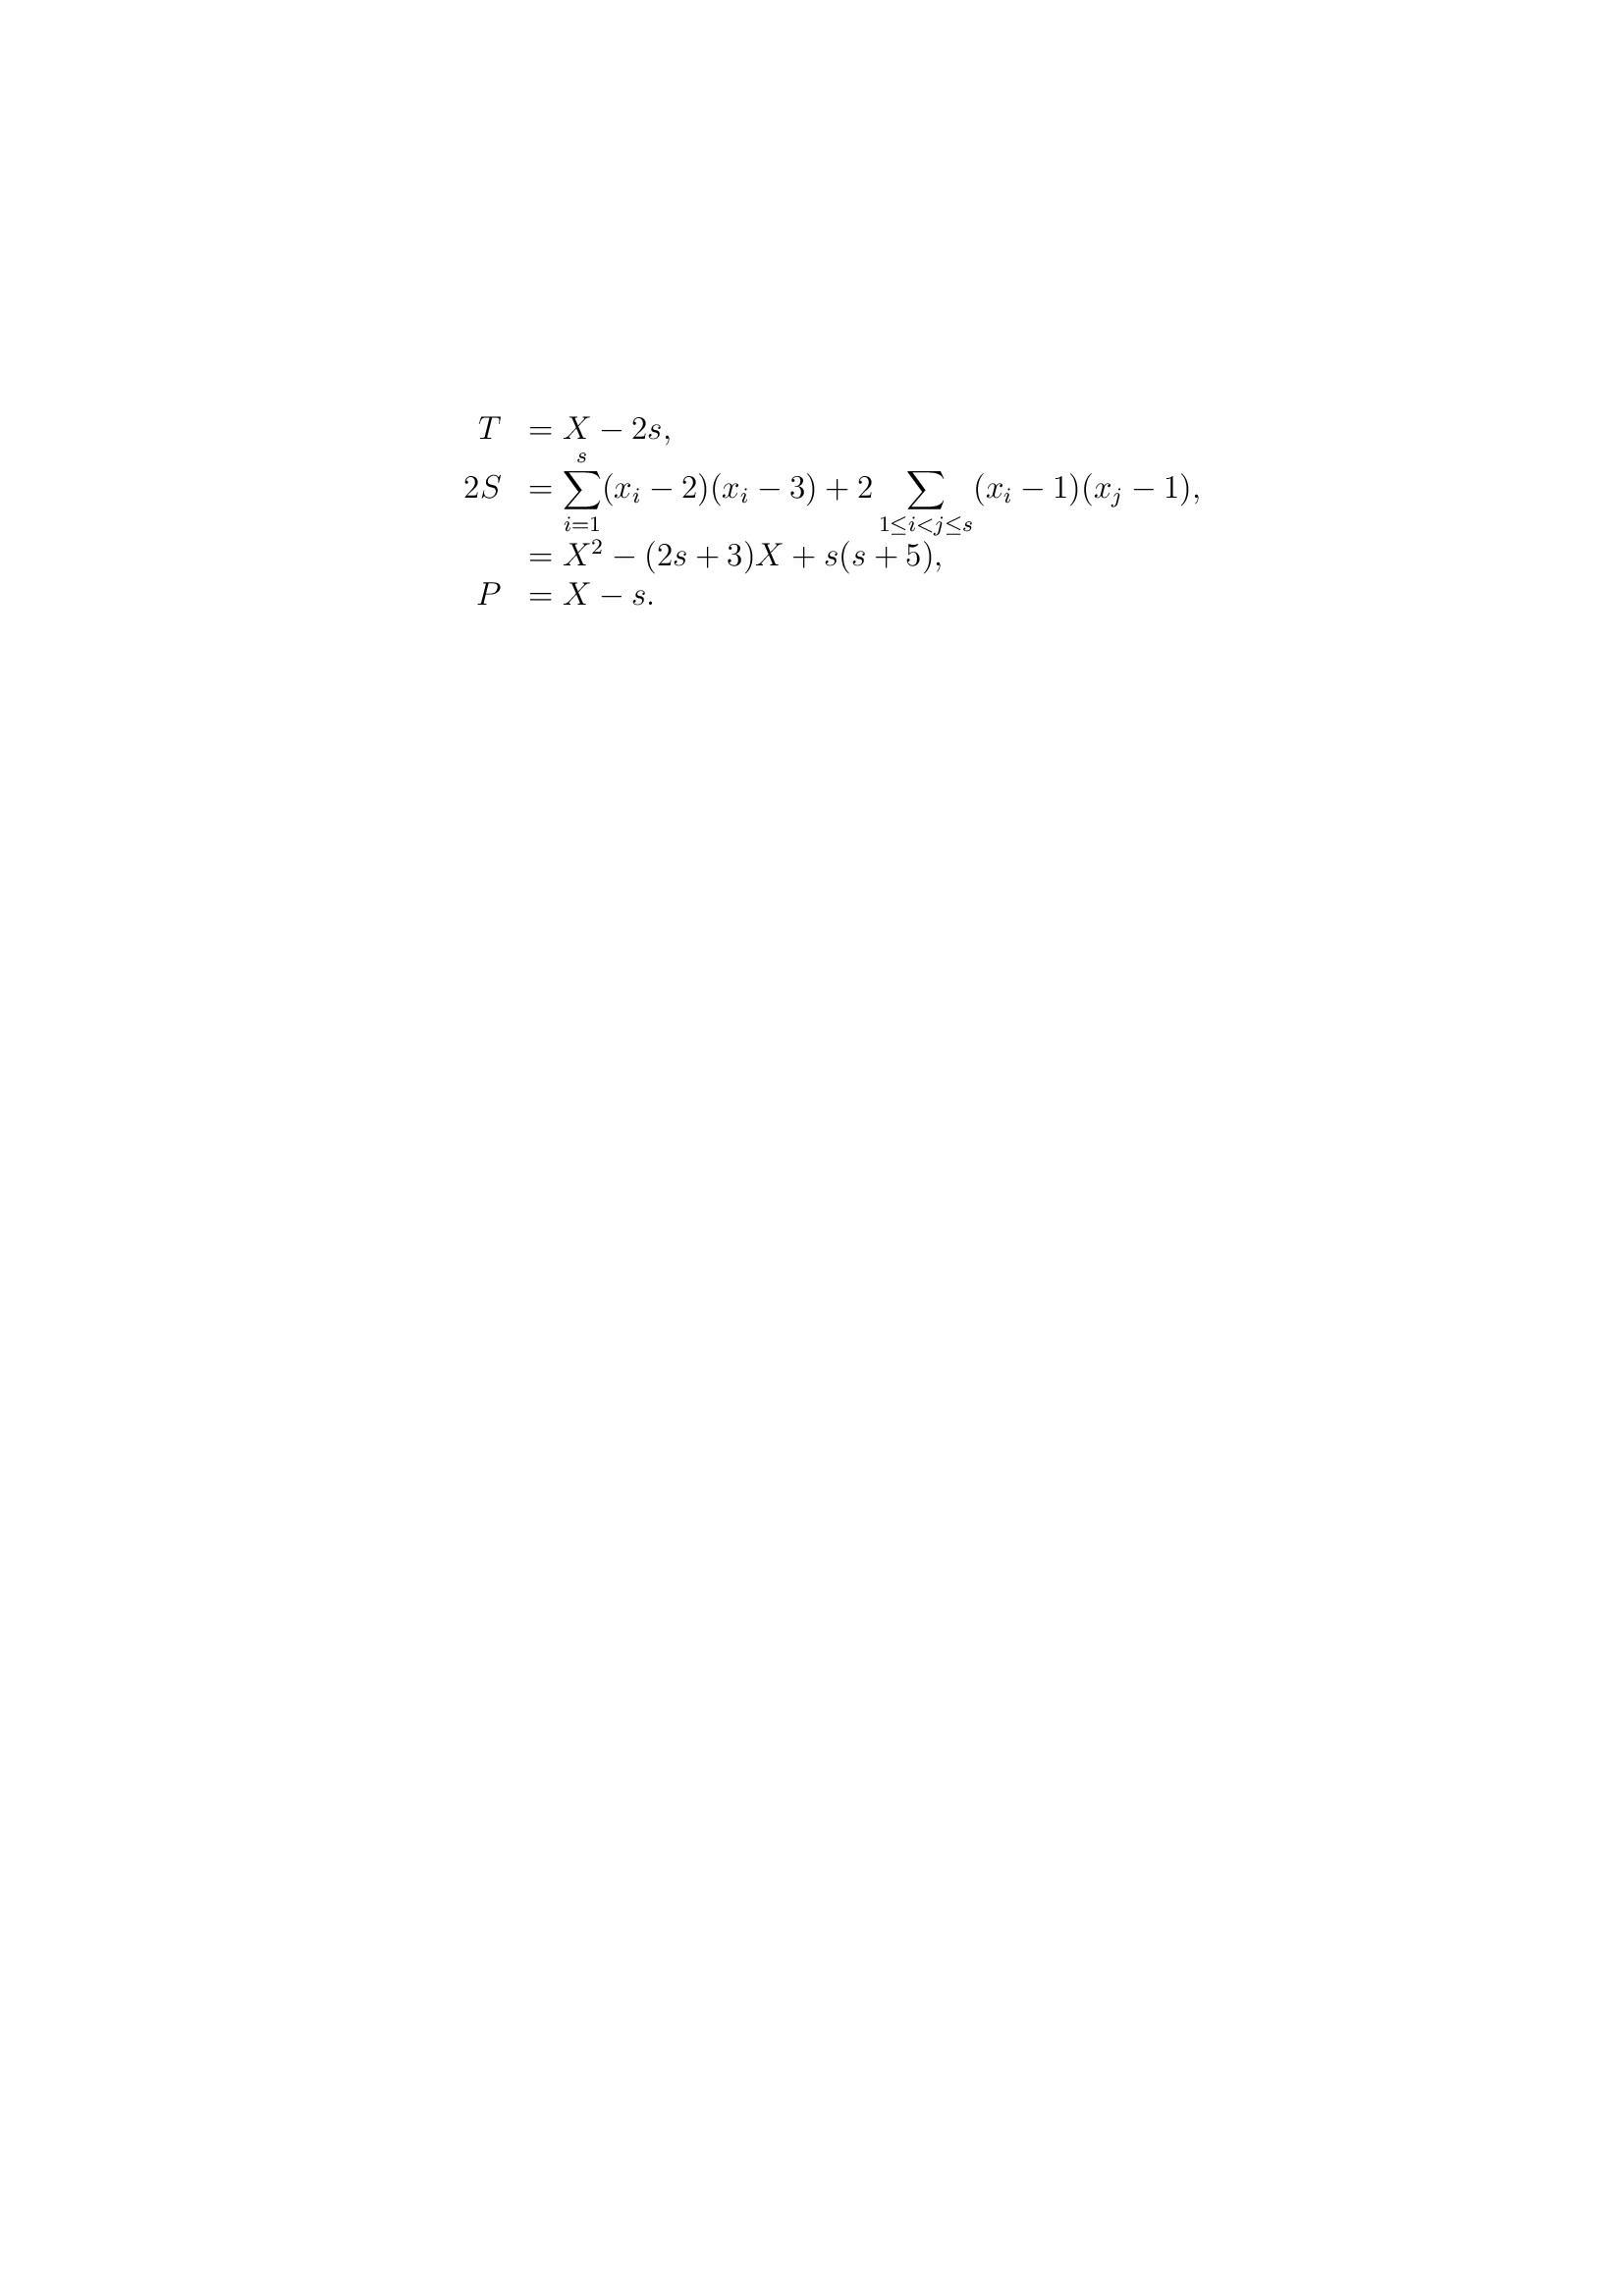 $T = X - 2s,$
$2S = \sum_{i=1}^{s} (x_i - 2)(x_i - 3) + 2 \sum_{1 \leq i < j \leq s} (x_i - 1)(x_j - 1),$
$= X^2 - (2s + 3)X + s(s + 5),$
$P = X - s.$